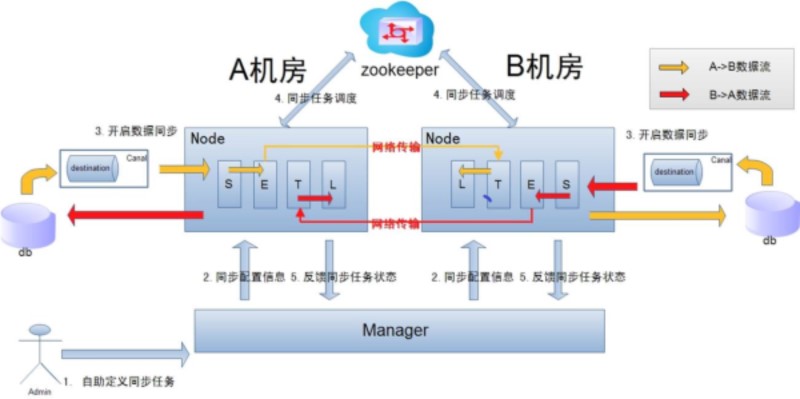 A机房
zookeeper
B机房
A->B数据流
B->A数据流
4. 同步任务调度
4. 同步任务调度
3. 开启数据同步
Node
网络传输
Node
3. 开启数据同步
Canal
destination
S
E
T
L
L
T
E
S
Canal
destination
db
网络传输
db
2. 同步配置信息
5. 反馈同步任务状态
2. 同步配置信息
5. 反馈同步任务状态
Manager
Admin
1. 自助定义同步任务